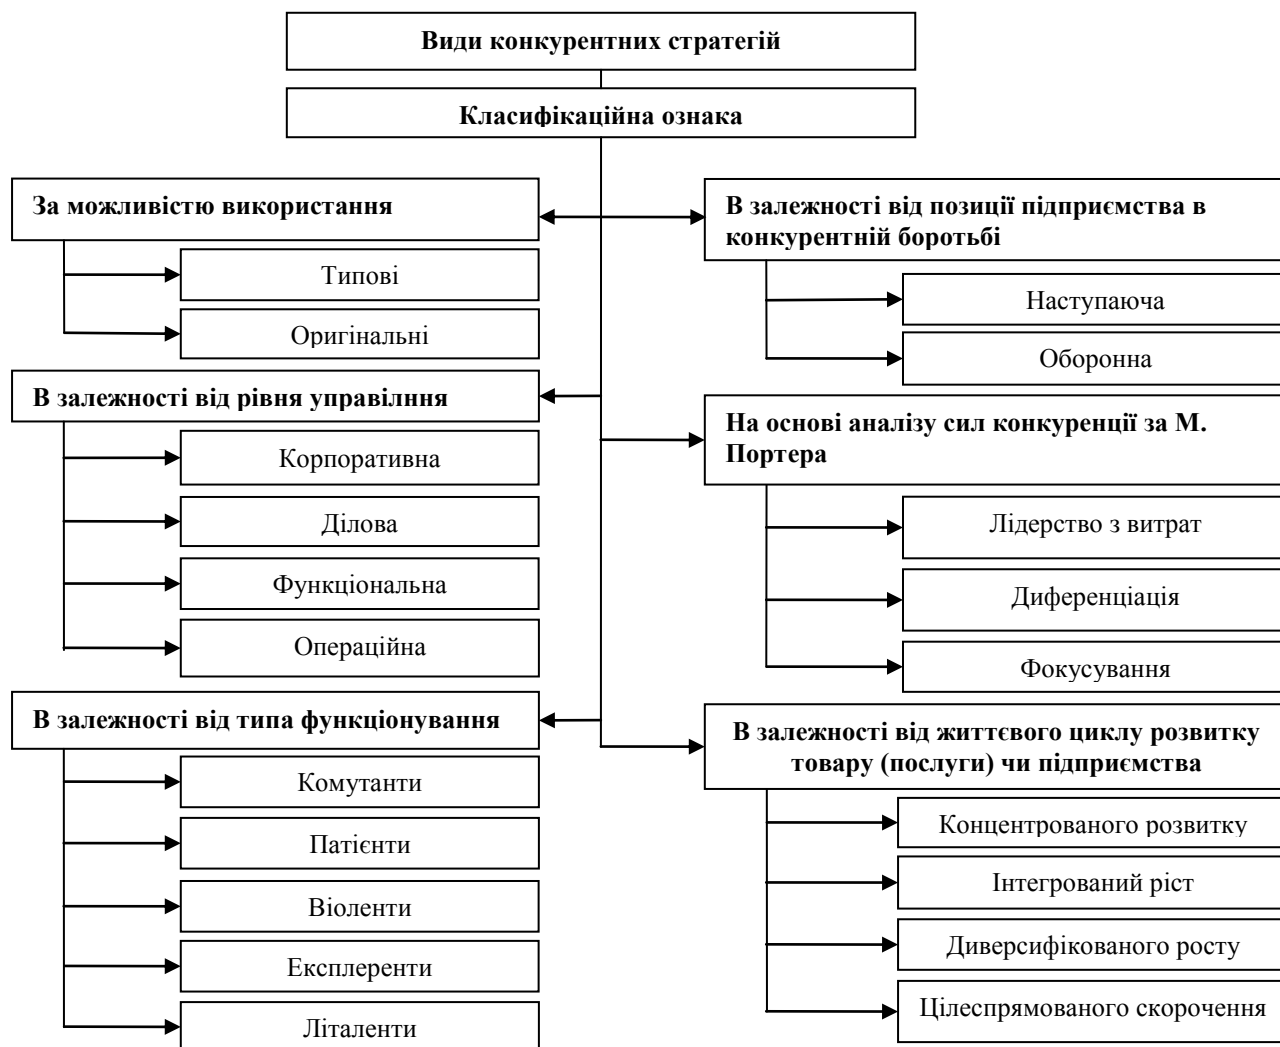 Види конкурентних стратегій
Класифікаційна ознака
За можливістю використання
Типові
Оригінальні
В залежності від рівня управілння
Корпоративна
Ділова
Функціональна
Операційна
В залежності від типа функціонування
Комутанти
Патієнти
Віоленти
Експлеренти
Літаленти
В залежності від позиції підприємства в
конкурентній боротьбі
Наступаюча
Оборонна
На основі аналізу сил конкуренції за М.
Портера
Лідерство з витрат
Диференціація
Фокусування
В залежності від життєвого циклу розвитку
товару (послуги) чи підприємства
Концентрованого розвитку
Інтегрований ріст
Диверсифікованого росту
Цілеспрямованого скорочення